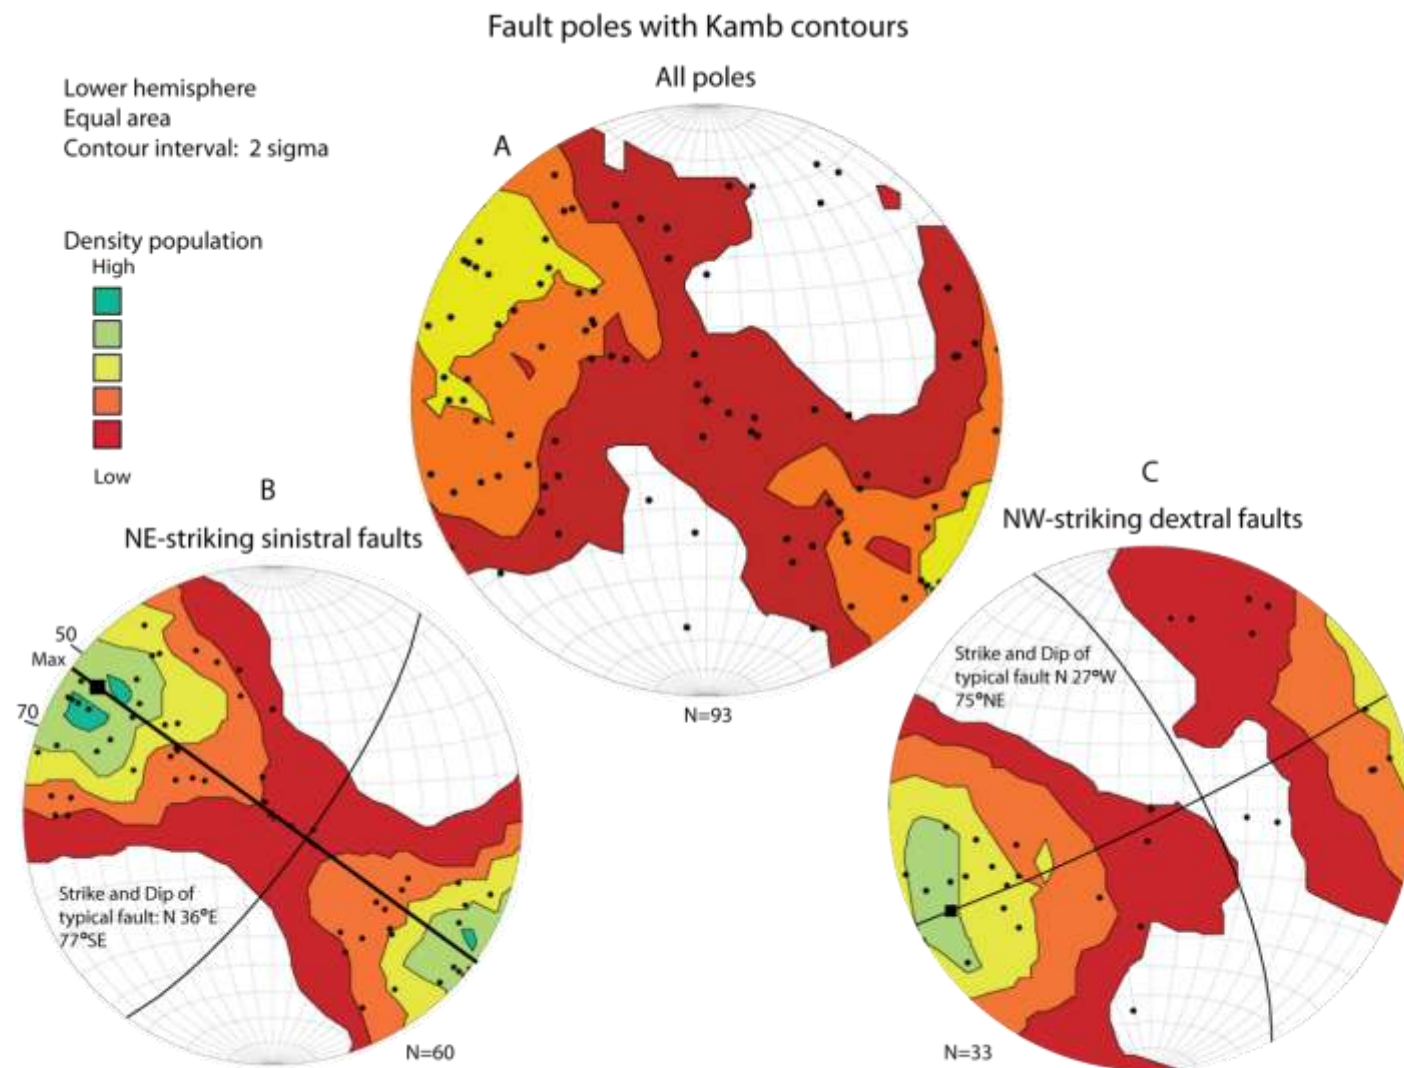 Fault poles with Kamb contours
All poles
Lower hemisphere
Equal area
Contour interval: 2 sigma
A
Density population
High
Low
B
NE-striking sinistral faults
C
NW-striking dextral faults
50
Max
70
Strike and Dip of
typical fault: N 36°E
77°SE
N=60
N=93
Strike and Dip of
typical fault N 27°W
75°NE
N=33